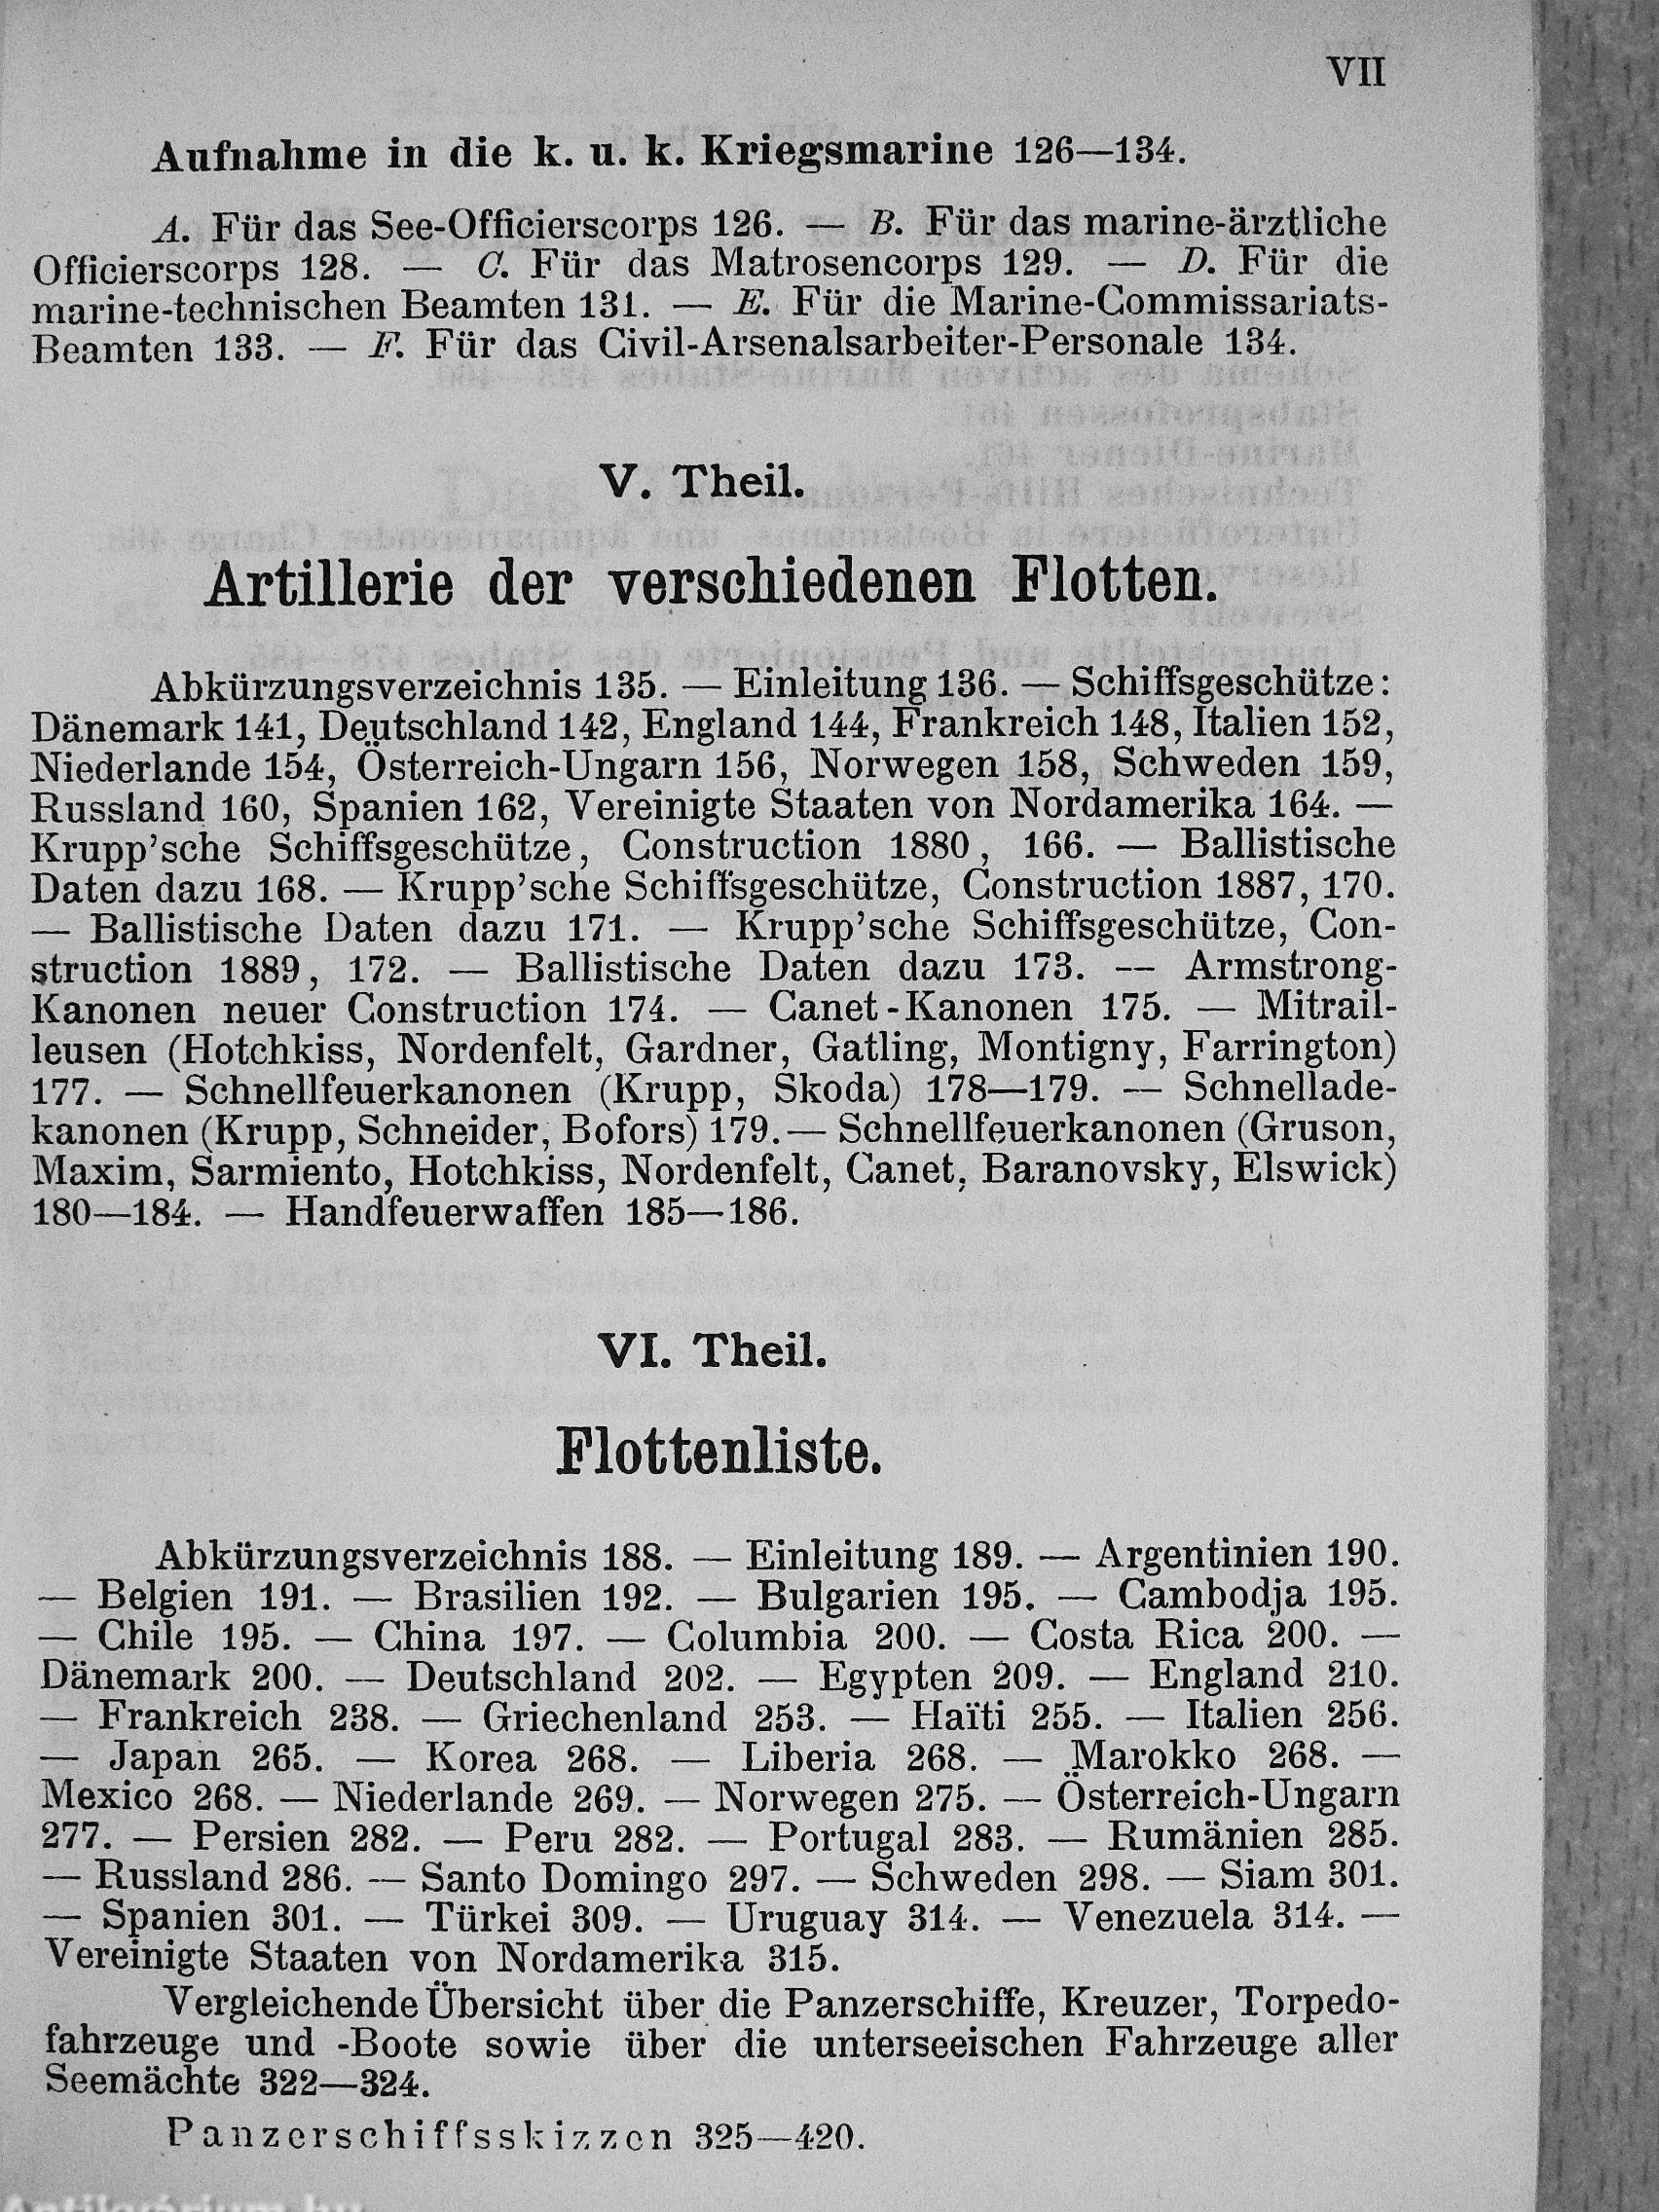 VII
Aufnahme in die k. u. k. Kriegsmarine 126—134.
A. Für das See-Officierscorps 126. — B. Für das marine-ärztliche
Officierscorps 128. — C. Für das Matrosencorps 129. — D. Für die
marine-technischen Beamten 131. — E. Für die Marine-Commissariats-
Beamten 133. — F. Für das Civil-Arsenalsarbeiter-Personale 134.
V. Theil.
Artillerie der verschiedenen Flotten.
Abkürzungsverzeichnis 135. — Einleitung 136. — Schiffsgeschütze:
Dänemark 141, Deutschland 142, England 144, Frankreich 148, Italien 152,
Niederlande 154, Österreich-Ungarn 156, Norwegen 158, Schweden 159,
Russland 160, Spanien 162, Vereinigte Staaten von Nordamerika 164. —
Krupp'sche Schiffsgeschütze, Construction 1880, 166. — Ballistische
Daten dazu 168. — Krupp'sche Schiffsgeschütze, Construction 1887, 170.
— Ballistische Daten dazu 171. — Krupp'sche Schiffsgeschütze, Con-
struction 1889, 172. — Ballistische Daten dazu 173. — Armstrong-
Kanonen neuer Construction 174. — Canet-Kanonen 175. — Mitrail-
leusen (Hotchkiss, Nordenfelt, Gardner, Gatling, Montigny, Farrington)
177. — Schnellfeuerkanonen (Krupp, Skoda) 178—179. — Schnellade-
kanonen (Krupp, Schneider, Bofors) 179. — Schnellfeuerkanonen (Gruson,
Maxim, Sarmiento, Hotchkiss, Nordenfelt, Canet, Baranovsky, Elswick)
180—184. — Handfeuerwaffen 185—186.
VI. Theil.
Flottenliste.
Abkürzungsverzeichnis 188. — Einleitung 189. — Argentinien 190.
— Belgien 191. — Brasilien 192. — Bulgarien 195. — Cambodja 195.
— Chile 195. — China 197. — Columbia 200. — Costa Rica 200. —
Dänemark 200. — Deutschland 202. — Egypten 209. — England 210.
— Frankreich 238. — Griechenland 253. — Haïti 255. — Italien 256.
— Japan 265. — Korea 268. — Liberia 268. — Marokko 268. —
Mexico 268. — Niederlande 269. — Norwegen 275. — Österreich-Ungarn
277. — Persien 282. — Peru 282. — Portugal 283. — Rumänien 285.
— Russland 286. — Santo Domingo 297. — Schweden 298. — Siam 301.
— Spanien 301. — Türkei 309. — Uruguay 314. — Venezuela 314. —
Vereinigte Staaten von Nordamerika 315.
Vergleichende Übersicht über die Panzerschiffe, Kreuzer, Torpedo-
fahrzeuge und -Boote sowie über die unterseeischen Fahrzeuge aller
Seemächte 322—324.
Panzerschiffsskizzen 325—420.